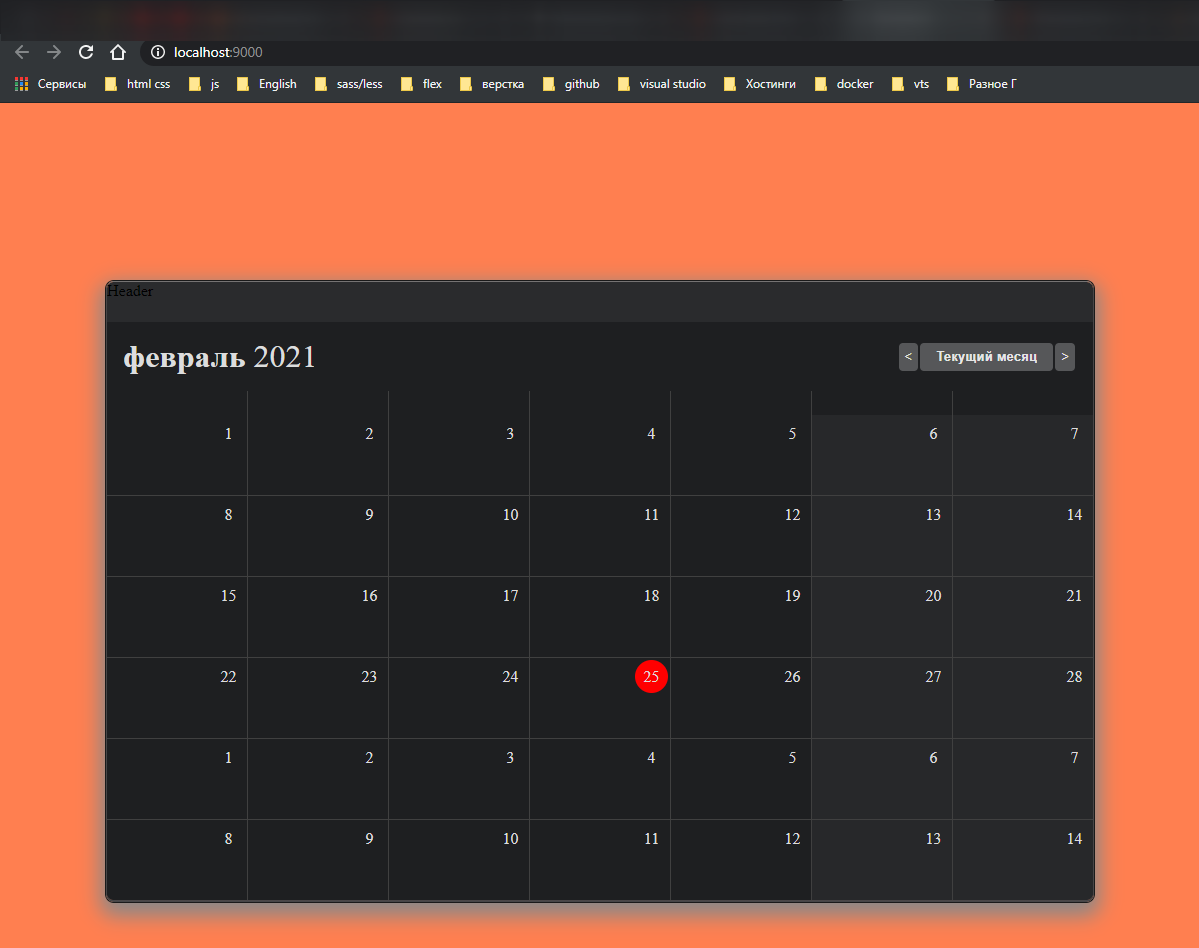 localhost:9000
Сервисы html css js English sass/less flex верстка github visual studio Хостинги docker vts Разное Г
Header
февраль 2021 < Текущий месяц >
1 2 3 4 5 6 7
8 9 10 11 12 13 14
15 16 17 18 19 20 21
22 23 24 25 26 27 28
1 2 3 4 5 6 7
8 9 10 11 12 13 14